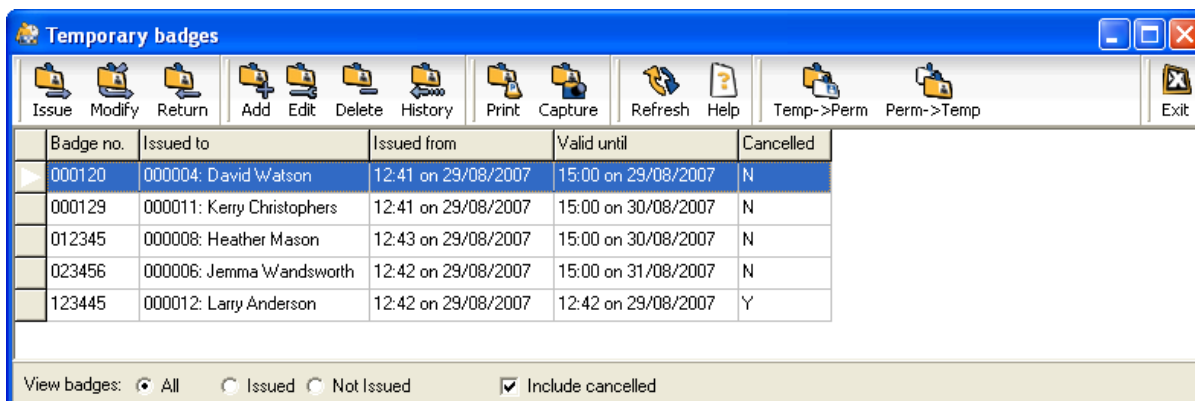 Temporary badges
Issue Modify Return Add Edit Delete History Print Capture Refresh Help Temp->Perm Perm->Temp Exit
Badge no. Issued to Issued from Valid until Cancelled
000120 000004: David Watson 12:41 on 29/08/2007 15:00 on 29/08/2007 N
000129 000011: Kerry Christophers 12:41 on 29/08/2007 15:00 on 30/08/2007 N
012345 000008: Heather Mason 12:43 on 29/08/2007 15:00 on 30/08/2007 N
023456 000006: Jemma Wandsworth 12:42 on 29/08/2007 15:00 on 31/08/2007 N
123445 000012: Larry Anderson 12:42 on 29/08/2007 12:42 on 29/08/2007 Y
View badges: All Issued Not Issued Include cancelled